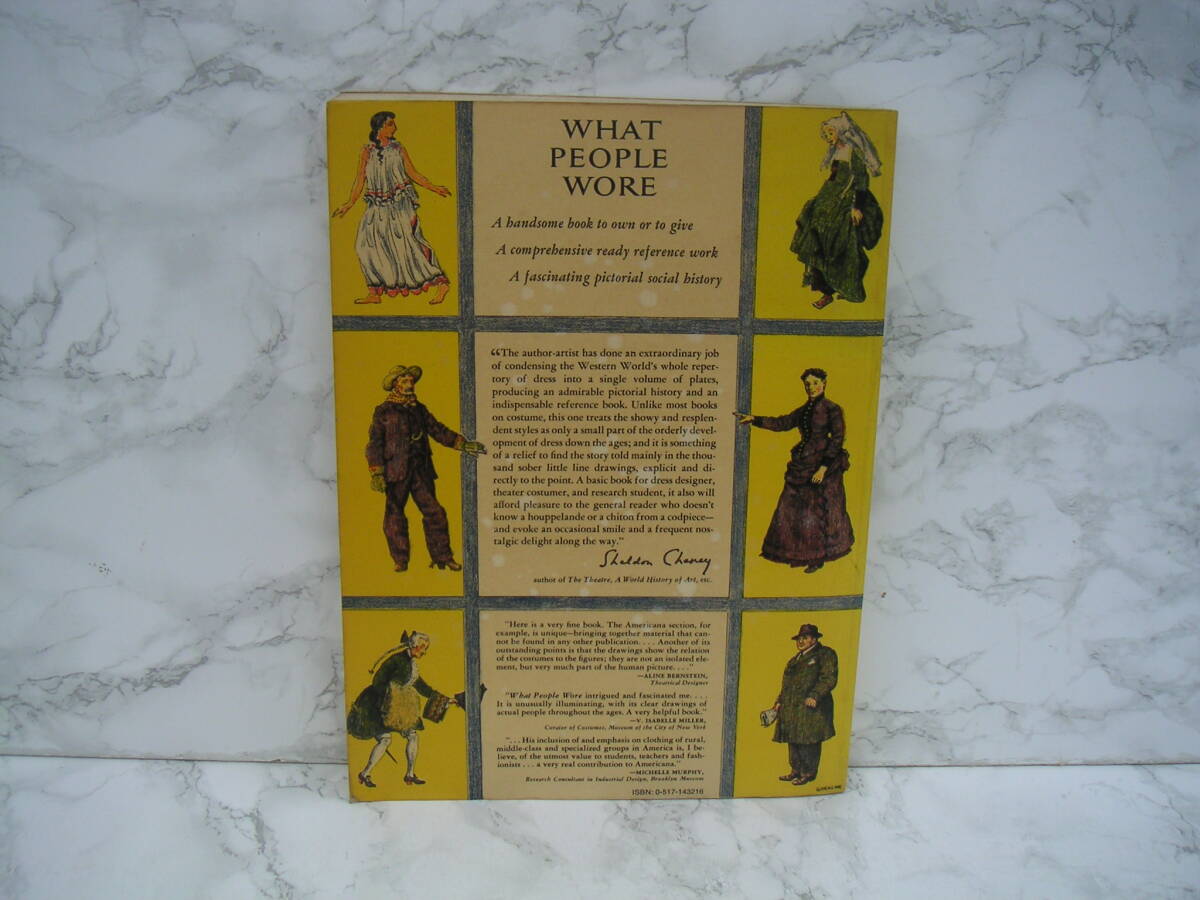 WHAT
PEOPLE
WORE
A handsome book to own or to give
A comprehensive ready reference work
A fascinating pictorial social history
“The author-artist has done an extraordinary job
of condensing the Western World's whole reper-
tory of dress into a single volume of plates,
producing an admirable pictorial history and an
indispensable reference book. Unlike most books
on costume, this one treats the showy and resplen-
dent styles as only a small part of the orderly devel-
opment of dress down the ages; and it is something
of a relief to find the story told mainly in the thou-
sand sober little line drawings, explicit and di-
rectly to the point. A basic book for dress designer,
theater costumer, and research student, it also will
afford pleasure to the general reader who doesn't
know a houppelande or a chiton from a codpiece—
and evoke an occasional smile and a frequent nos-
talgic delight along the way.”
Sheldon Cheney
author of The Theatre, A World History of Art, etc.
"Here is a very fine book. The Americana section, for
example, is unique—bringing together material that can-
not be found in any other publication. . . . Another of its
outstanding points is that the drawings show the relation
of the costumes to the figures; they are not an isolated ele-
ment, but very much part of the human picture. . . ."
—ALINE BERNSTEIN,
Theatrical Designer
"What People Wore intrigued and fascinated me. . . .
It is unusually illuminating, with its clear drawings of
actual people throughout the ages. A very helpful book."
—V. ISABELLE MILLER,
Curator of Costumes, Museum of the City of New York
". . . His inclusion of and emphasis on clothing of rural,
middle-class and specialized groups in America is, I be-
lieve, of the utmost value to students, teachers and fash-
ionists . . . a very real contribution to Americana."
—MICHELLE MURPHY,
Research Consultant in Industrial Design, Brooklyn Museum
ISBN: 0-517-143216